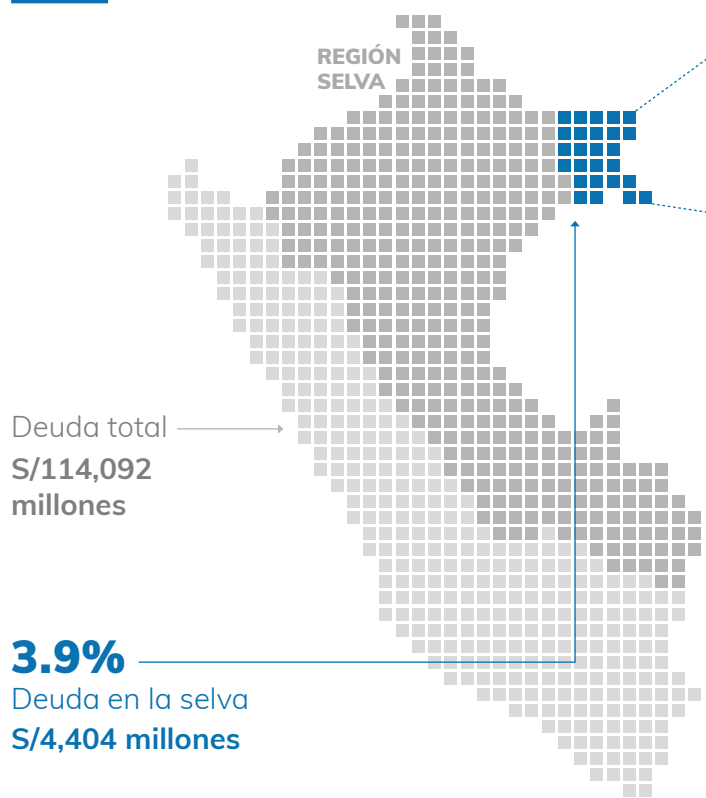 REGIÓN
SELVA
Deuda total
S/114,092
millones
3.9%
Deuda en la selva
S/4,404 millones